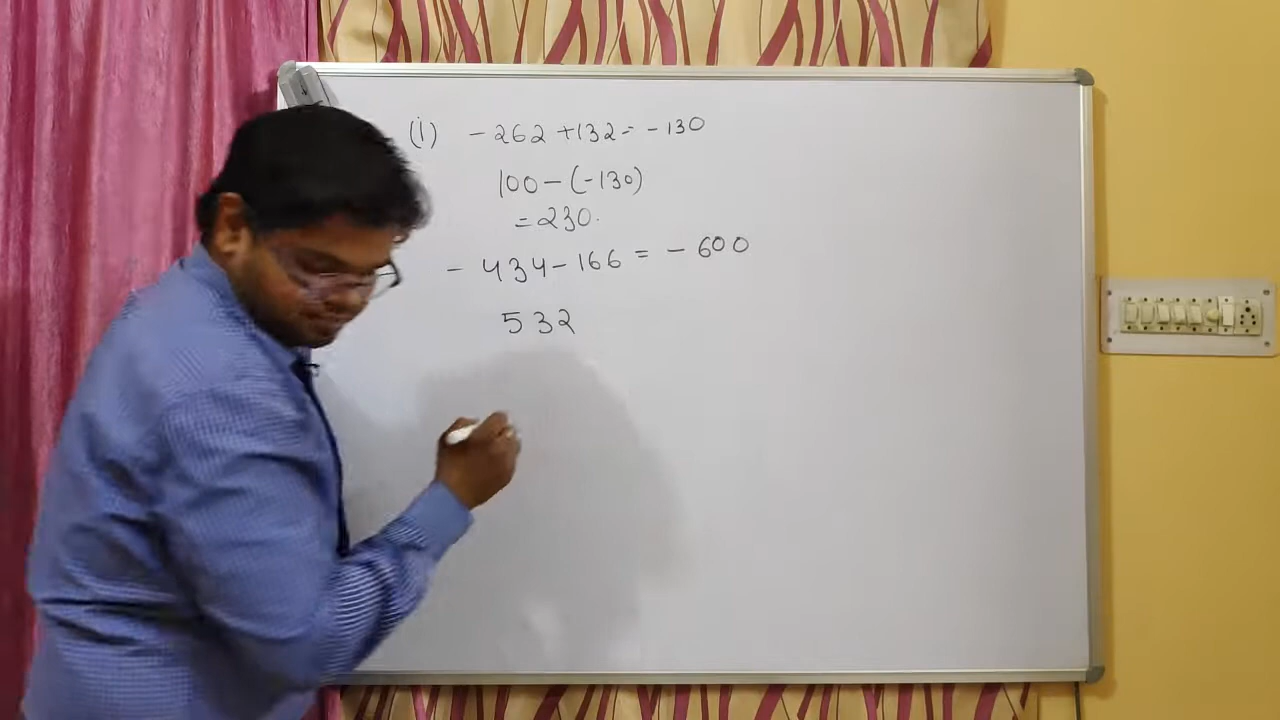 (i) -262 +132 = -130
100 - (-130)
= 230.
- 434 - 166 = - 600
532